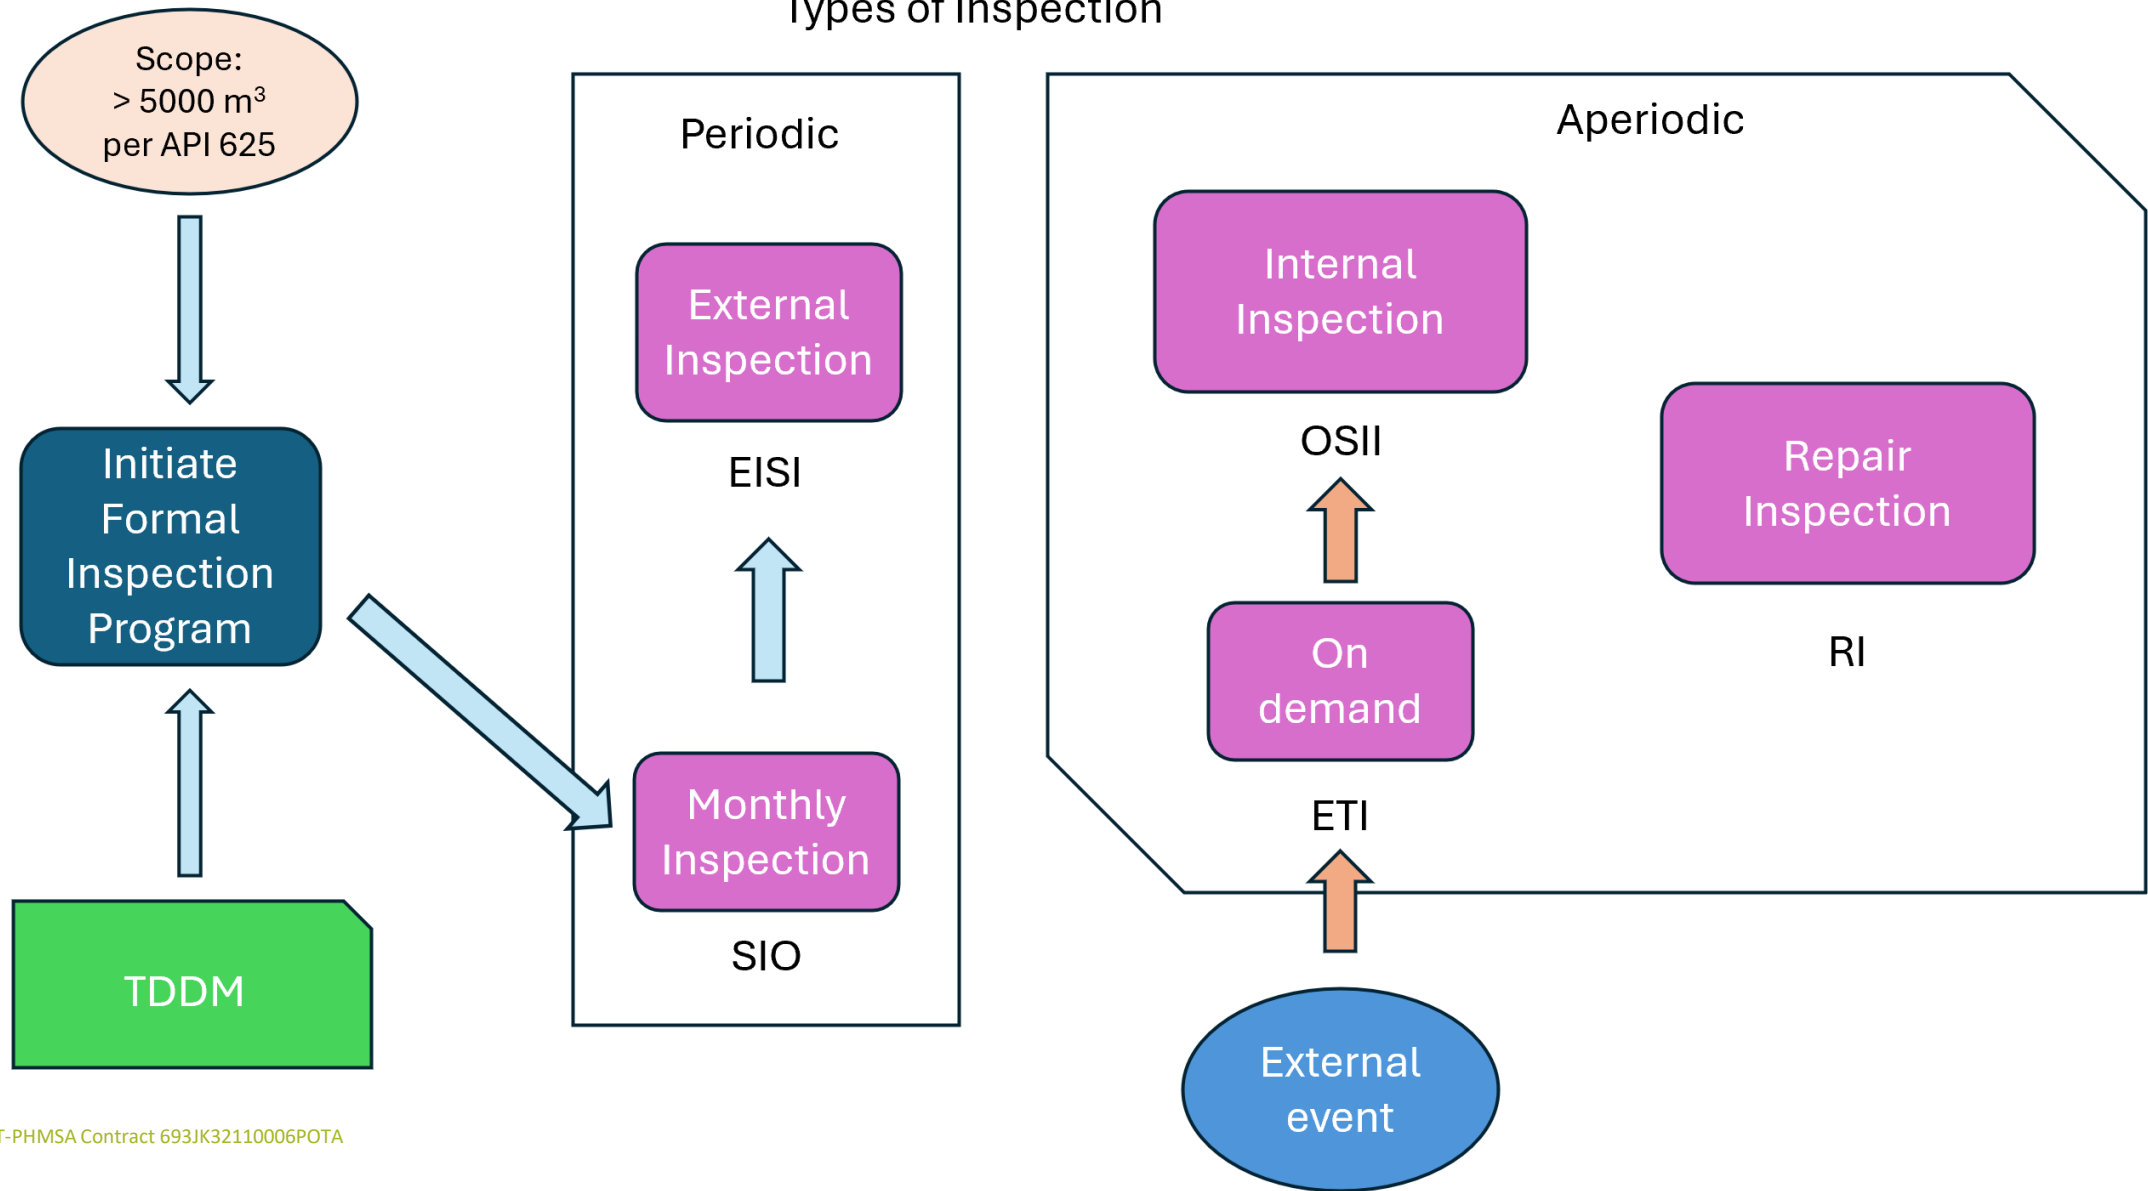 Types of Inspection
Scope:
> 5000 m³
per API 625
Initiate
Formal
Inspection
Program
TDDM
Periodic
External
Inspection
EISI
Monthly
Inspection
SIO
Aperiodic
Internal
Inspection
OSII
On
demand
ETI
Repair
Inspection
RI
External
event
T-PHMSA Contract 693JK32110006POTA